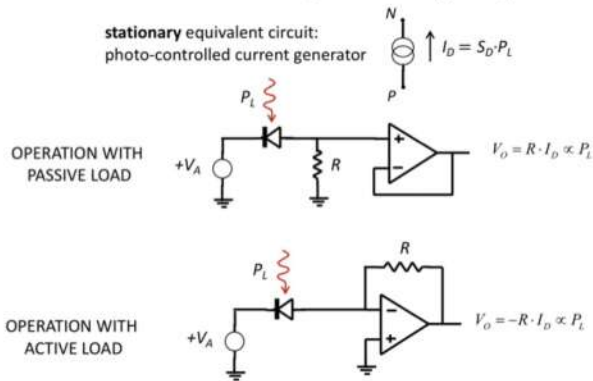 N
stationary equivalent circuit:
photo-controlled current generator
I_D = S_D·P_L
P
P_L
OPERATION WITH
PASSIVE LOAD
+V_A
R
+
−
V_O = R · I_D ∝ P_L
R
P_L
OPERATION WITH
ACTIVE LOAD
+V_A
−
+
V_O = −R · I_D ∝ P_L